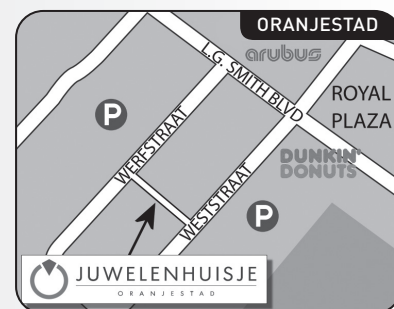 ORANJESTAD
arubus
L.G. SMITH BLVD
ROYAL
PLAZA
P
WERFSTRAAT
DUNKIN'
DONUTS
WESTSTRAAT
P
JUWELENHUISJE
ORANJESTAD